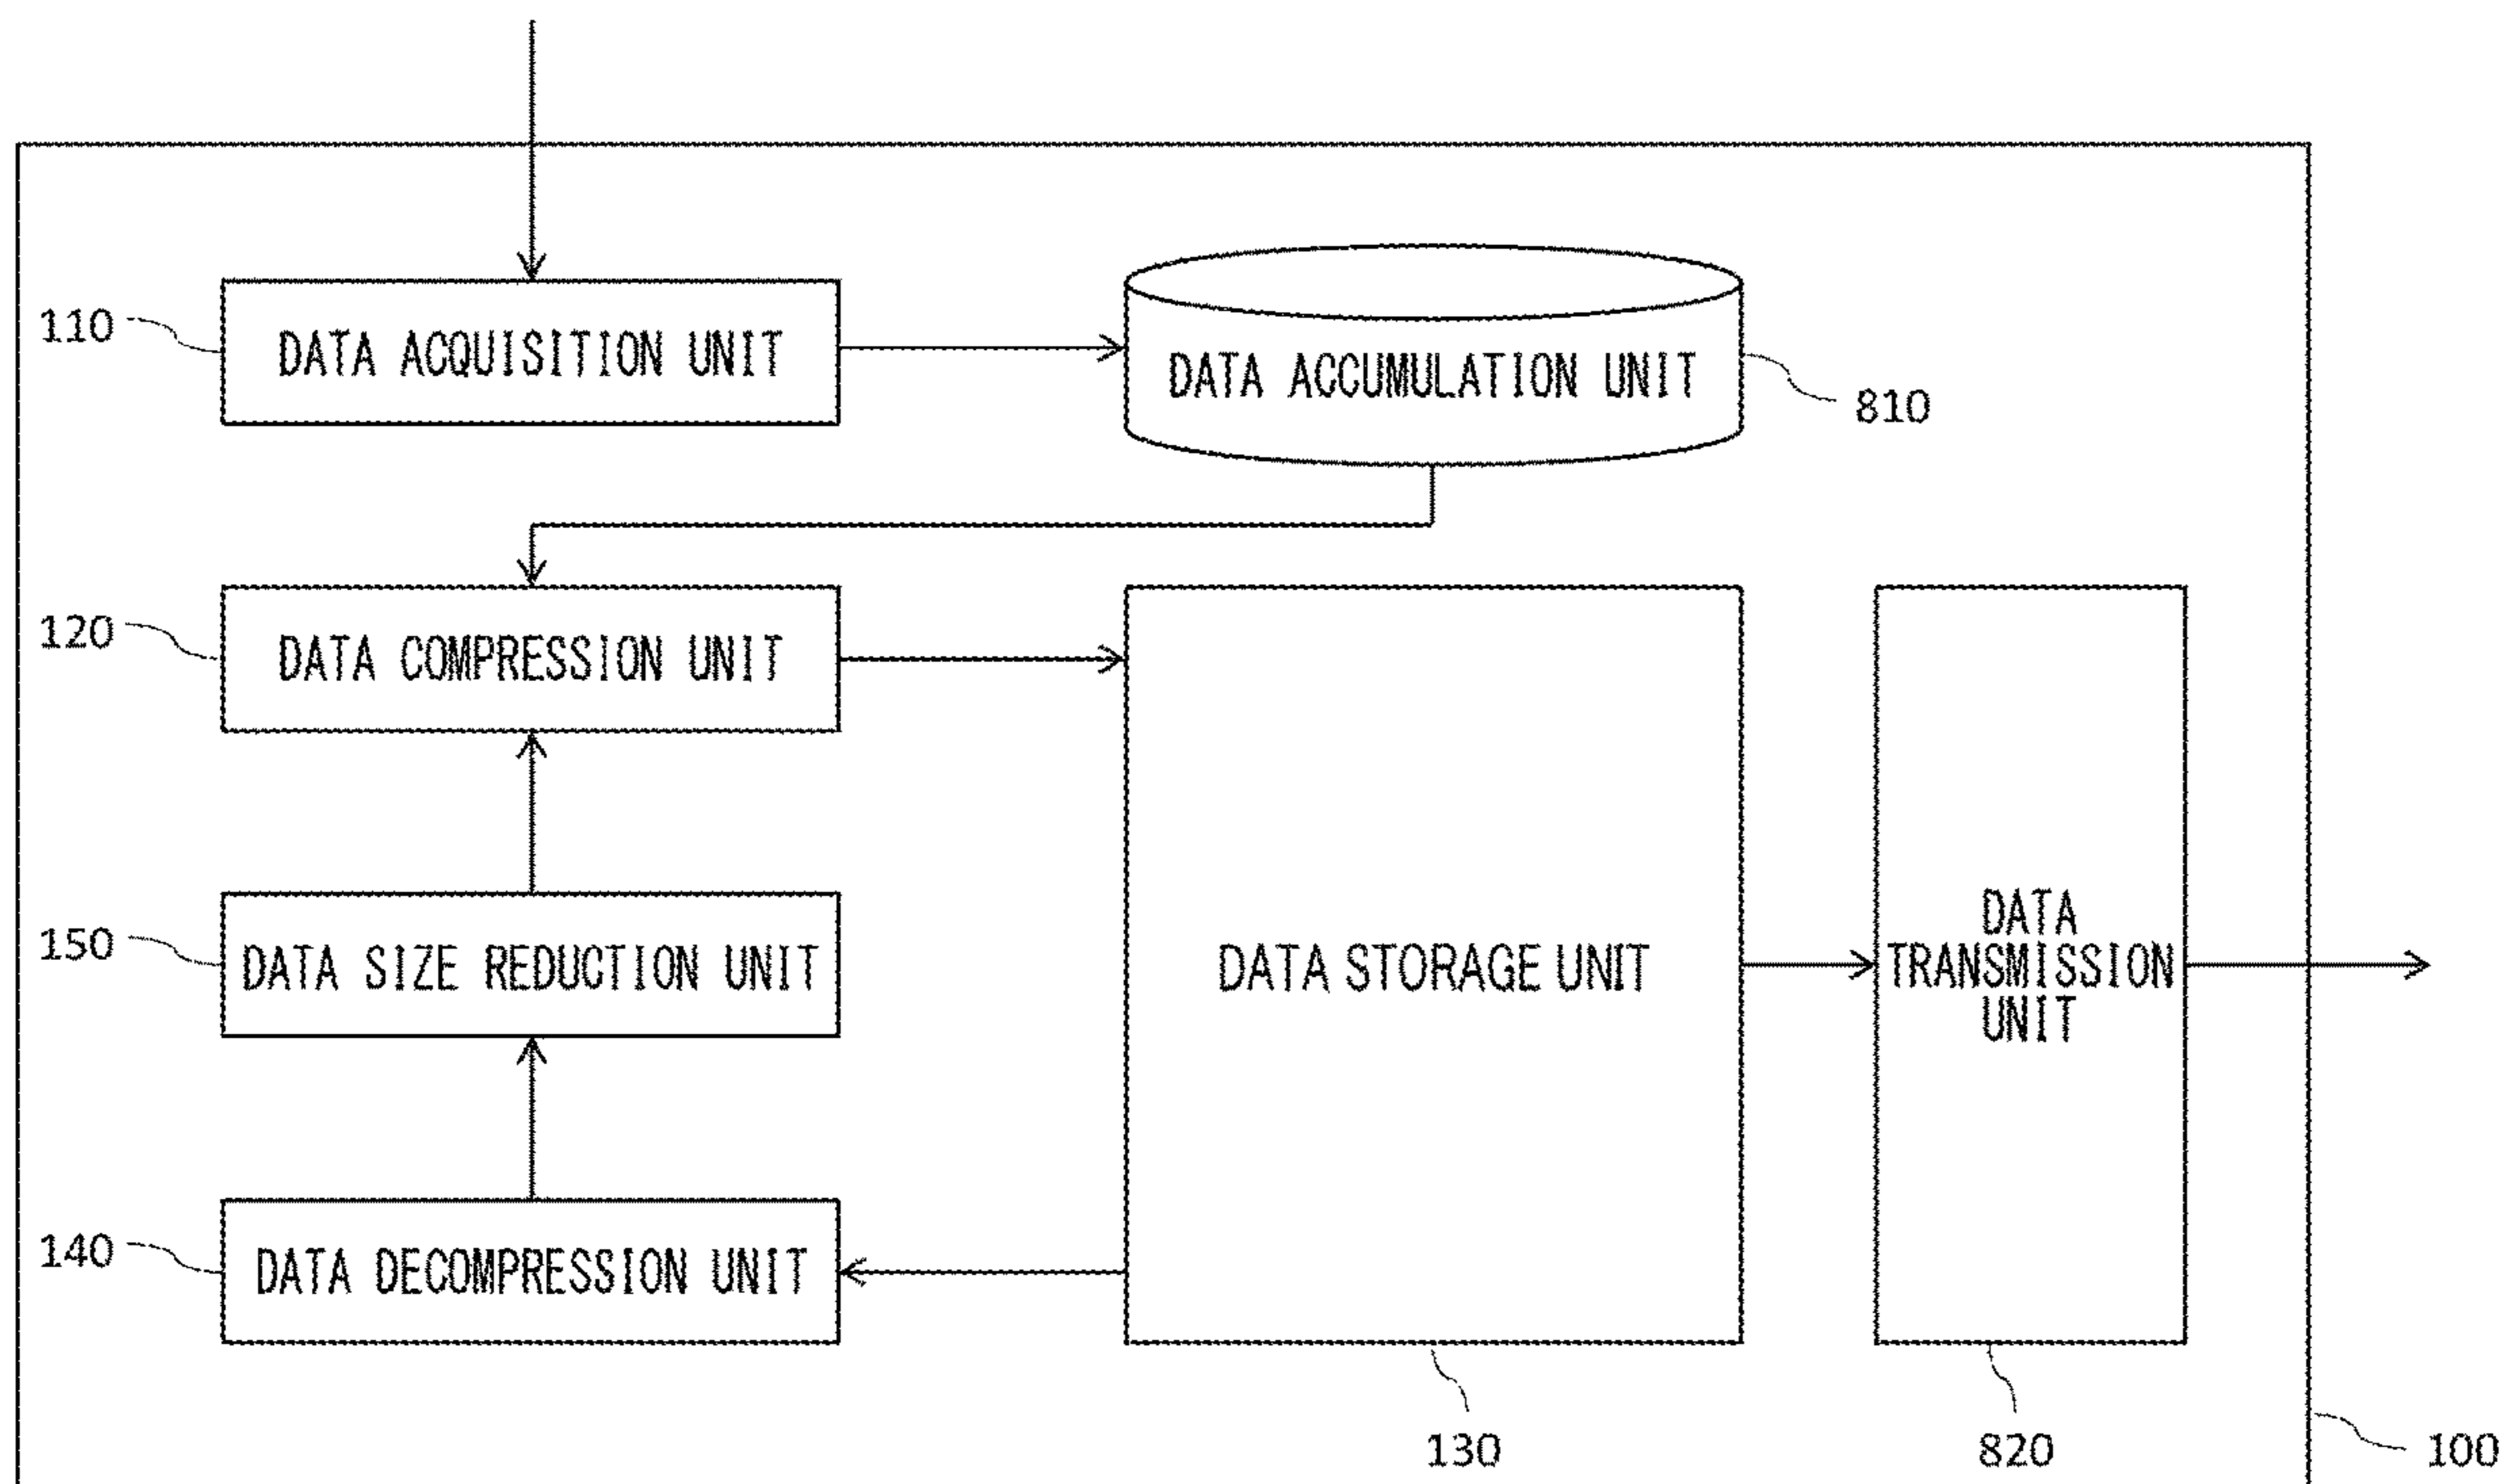 110
DATA ACQUISITION UNIT
DATA ACCUMULATION UNIT
810
120
DATA COMPRESSION UNIT
150
DATA SIZE REDUCTION UNIT
DATA STORAGE UNIT
DATA
TRANSMISSION
UNIT
140
DATA DECOMPRESSION UNIT
130
820
100